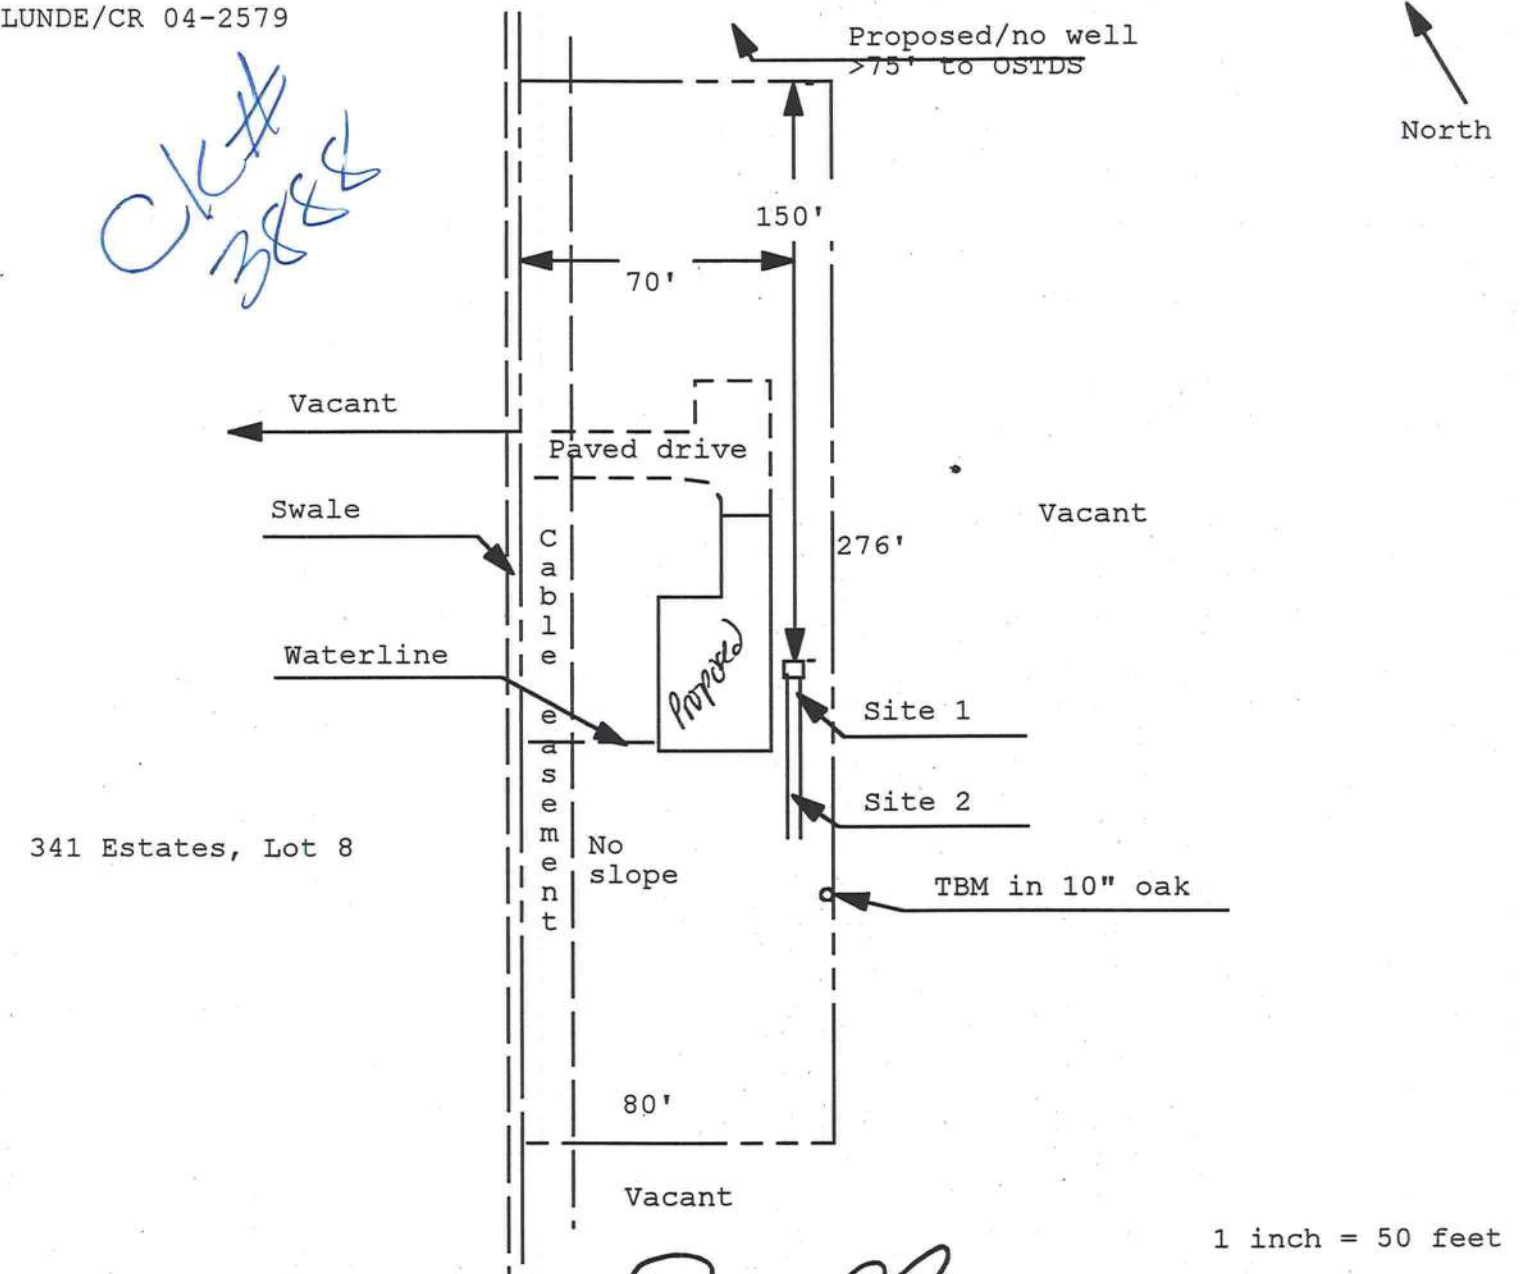 LUNDE/CR 04-2579
Proposed/no well
>75' to OSTDS
North
CK#
3888
150'
70'
Vacant
Paved drive
Swale
Vacant
276'
Cable easement
Waterline
Proposed
Site 1
Site 2
341 Estates, Lot 8
No
slope
TBM in 10" oak
80'
Vacant
1 inch = 50 feet